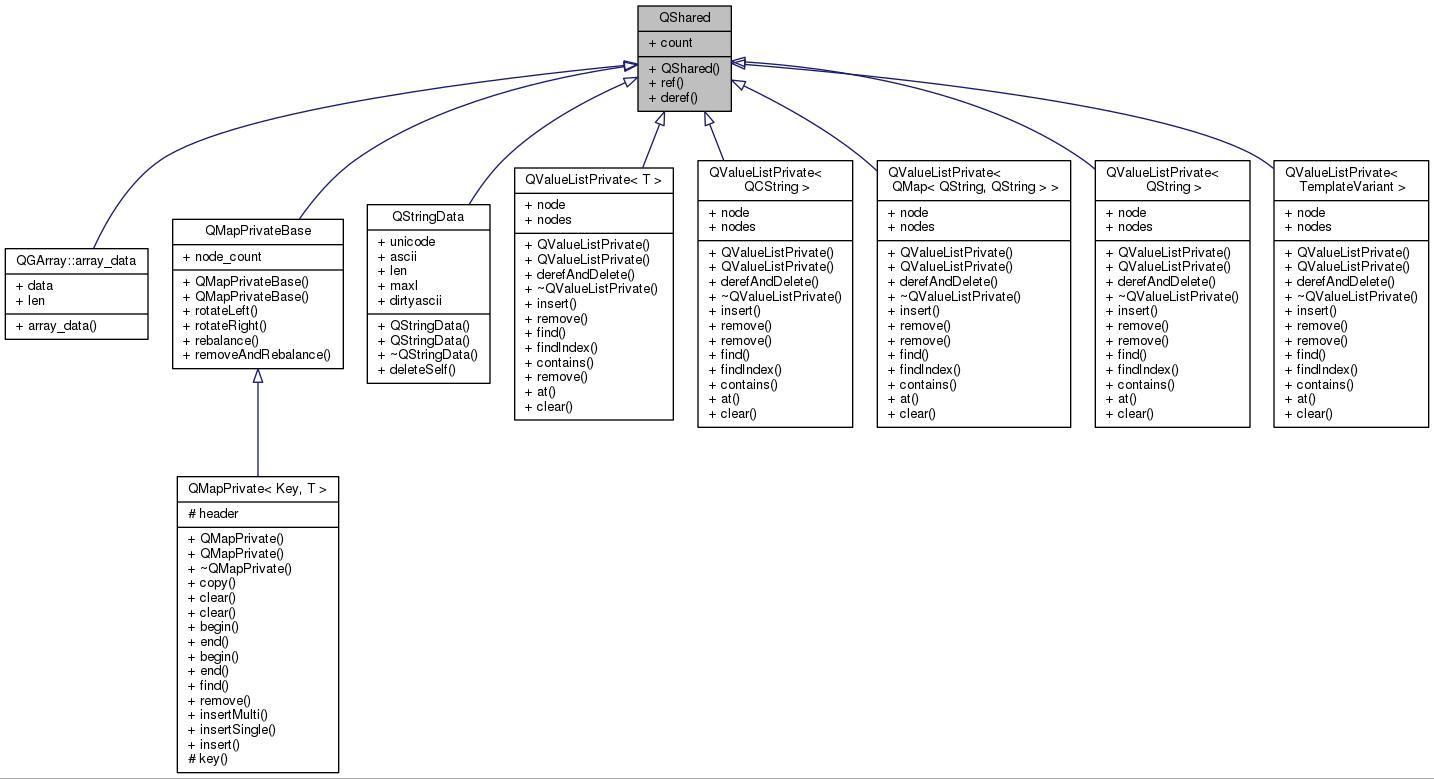 QShared
+ count
+ QShared()
+ ref()
+ deref()
QGArray::array_data
+ data
+ len
+ array_data()
QMapPrivateBase
+ node_count
+ QMapPrivateBase()
+ QMapPrivateBase()
+ rotateLeft()
+ rotateRight()
+ rebalance()
+ removeAndRebalance()
QStringData
+ unicode
+ ascii
+ len
+ maxl
+ dirtyascii
+ QStringData()
+ QStringData()
+ ~QStringData()
+ deleteSelf()
QValueListPrivate< T >
+ node
+ nodes
+ QValueListPrivate()
+ QValueListPrivate()
+ derefAndDelete()
+ ~QValueListPrivate()
+ insert()
+ remove()
+ find()
+ findIndex()
+ contains()
+ remove()
+ at()
+ clear()
QValueListPrivate<
QCString >
+ node
+ nodes
+ QValueListPrivate()
+ QValueListPrivate()
+ derefAndDelete()
+ ~QValueListPrivate()
+ insert()
+ remove()
+ remove()
+ find()
+ findIndex()
+ contains()
+ at()
+ clear()
QValueListPrivate<
QMap< QString, QString > >
+ node
+ nodes
+ QValueListPrivate()
+ QValueListPrivate()
+ derefAndDelete()
+ ~QValueListPrivate()
+ insert()
+ remove()
+ remove()
+ find()
+ findIndex()
+ contains()
+ at()
+ clear()
QValueListPrivate<
QString >
+ node
+ nodes
+ QValueListPrivate()
+ QValueListPrivate()
+ derefAndDelete()
+ ~QValueListPrivate()
+ insert()
+ remove()
+ remove()
+ find()
+ findIndex()
+ contains()
+ at()
+ clear()
QValueListPrivate<
TemplateVariant >
+ node
+ nodes
+ QValueListPrivate()
+ QValueListPrivate()
+ derefAndDelete()
+ ~QValueListPrivate()
+ insert()
+ remove()
+ remove()
+ find()
+ findIndex()
+ contains()
+ at()
+ clear()
QMapPrivate< Key, T >
# header
+ QMapPrivate()
+ QMapPrivate()
+ ~QMapPrivate()
+ copy()
+ clear()
+ clear()
+ begin()
+ end()
+ begin()
+ end()
+ find()
+ remove()
+ insertMulti()
+ insertSingle()
+ insert()
# key()